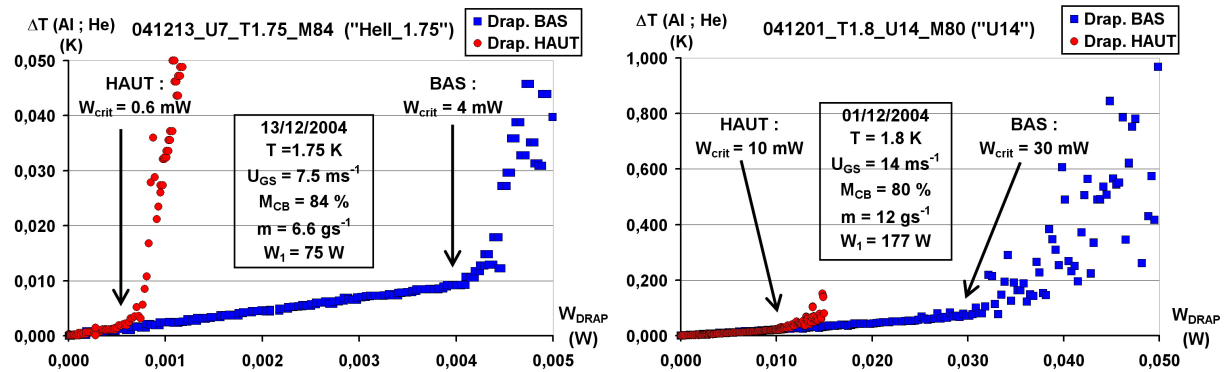 ΔT (Al ; He)
(K)
041213_U7_T1.75_M84 ("HeII_1.75")
Drap. BAS
Drap. HAUT
0,050
0,040
0,030
0,020
0,010
0,000
HAUT :
W_crit = 0.6 mW
BAS :
W_crit = 4 mW
13/12/2004
T =1.75 K
U_GS = 7.5 ms⁻¹
M_CB = 84 %
m = 6.6 gs⁻¹
W_1 = 75 W
W_DRAP
(W)
0,000
0,001
0,002
0,003
0,004
0,005
ΔT (Al ; He)
(K)
041201_T1.8_U14_M80 ("U14")
Drap. BAS
Drap. HAUT
1,000
0,800
0,600
0,400
0,200
0,000
HAUT :
W_crit = 10 mW
BAS :
W_crit = 30 mW
01/12/2004
T = 1.8 K
U_GS = 14 ms⁻¹
M_CB = 80 %
m = 12 gs⁻¹
W_1 = 177 W
W_DRAP
(W)
0,000
0,010
0,020
0,030
0,040
0,050